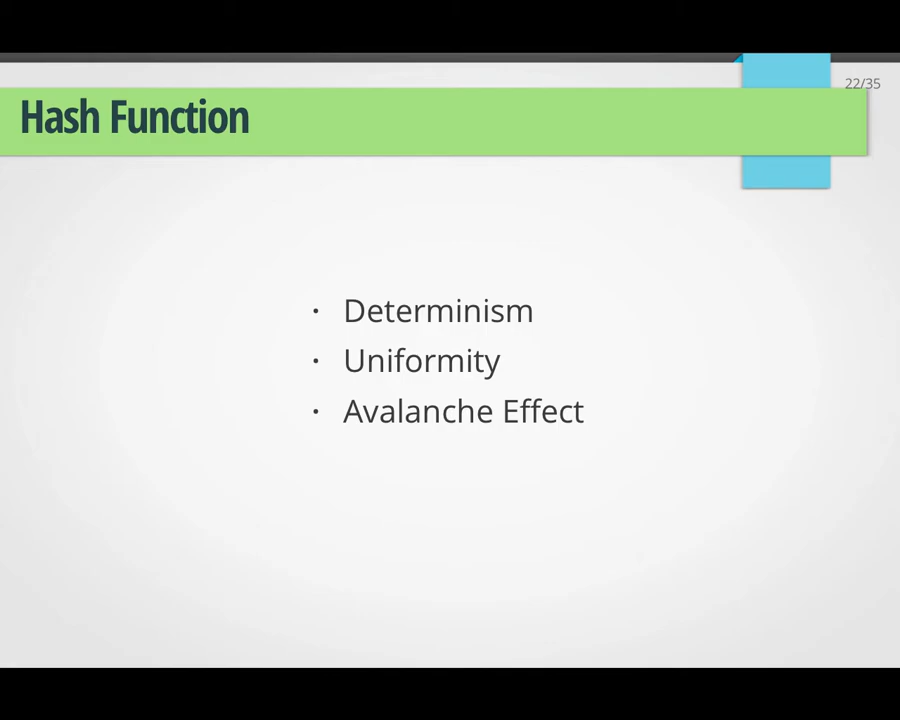 22/35
Hash Function
· Determinism
· Uniformity
· Avalanche Effect